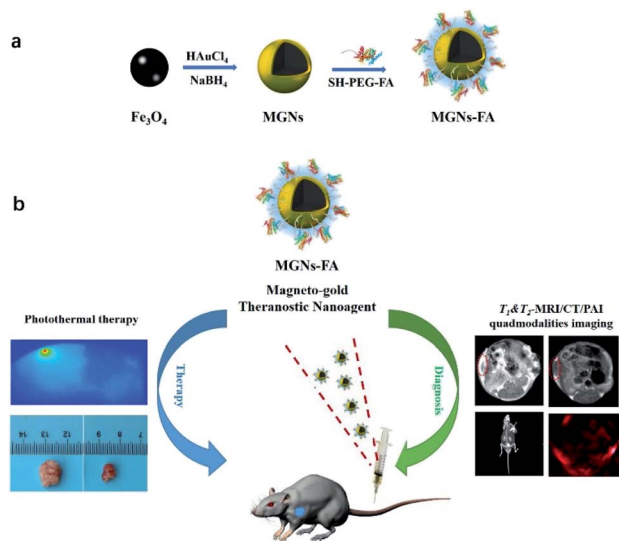 a
HAuCl₄
NaBH₄
SH-PEG-FA
Fe₃O₄
MGNs
MGNs-FA
b
MGNs-FA
Magneto-gold
Theranostic Nanoagent
Photothermal therapy
T₁&T₂-MRI/CT/PAI
quadmodalities imaging
Therapy
Diagnosis
14 13 12 9 8 7